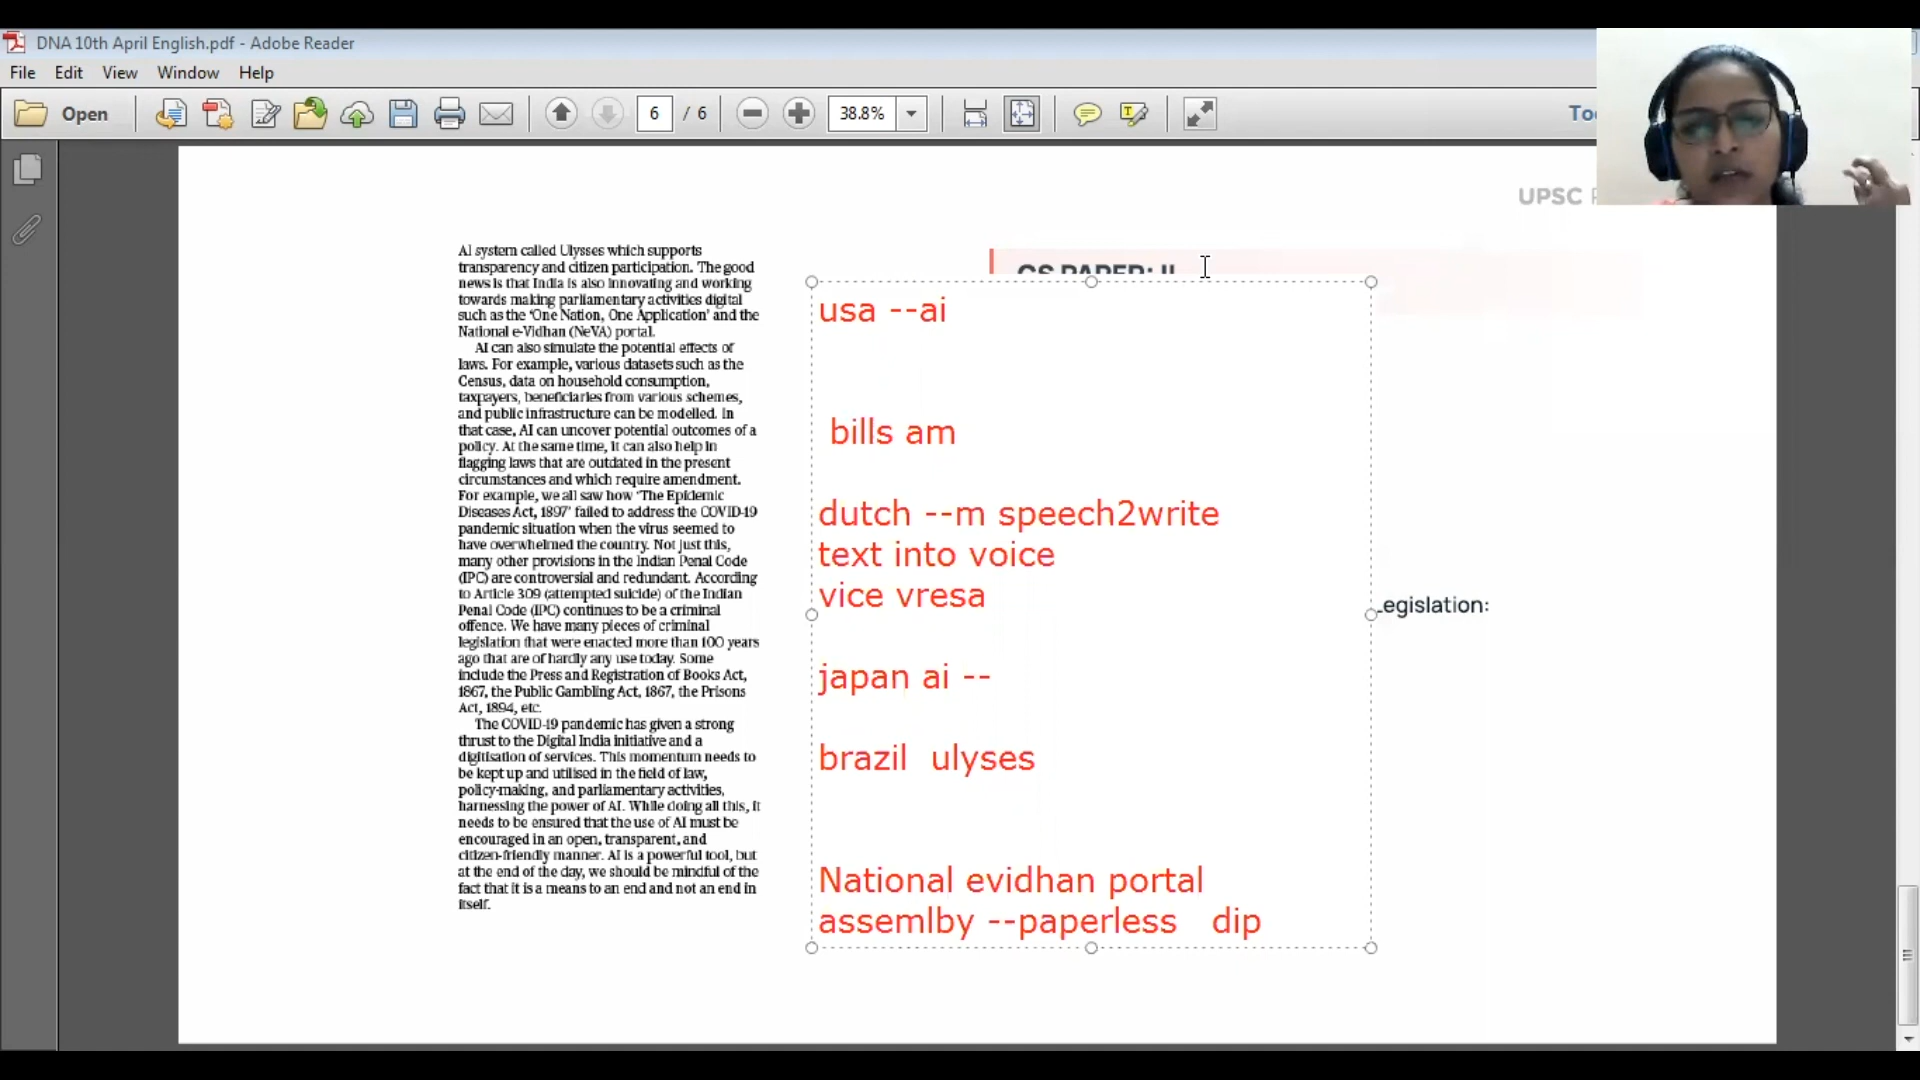 DNA 10th April English.pdf - Adobe Reader
File Edit View Window Help
Open 6 / 6 38.8%
UPSC
AI system called Ulysses which supports
transparency and citizen participation. The good
news is that India is also innovating and working
towards making parliamentary activities digital
such as the 'One Nation, One Application' and the
National e-Vidhan (NeVA) portal.
AI can also simulate the potential effects of
laws. For example, various datasets such as the
Census, data on household consumption,
taxpayers, beneficiaries from various schemes,
and public infrastructure can be modelled. In
that case, AI can uncover potential outcomes of a
policy. At the same time, it can also help in
flagging laws that are outdated in the present
circumstances and which require amendment.
For example, we all saw how 'The Epidemic
Diseases Act, 1897' failed to address the COVID-19
pandemic situation when the virus seemed to
have overwhelmed the country. Not just this,
many other provisions in the Indian Penal Code
(IPC) are controversial and redundant. According
to Article 309 (attempted suicide) of the Indian
Penal Code (IPC) continues to be a criminal
offence. We have many pieces of criminal
legislation that were enacted more than 100 years
ago that are of hardly any use today. Some
include the Press and Registration of Books Act,
1867, the Public Gambling Act, 1867, the Prisons
Act, 1894, etc.
The COVID-19 pandemic has given a strong
thrust to the Digital India initiative and a
digitisation of services. This momentum needs to
be kept up and utilised in the field of law,
policy-making, and parliamentary activities,
harnessing the power of AI. While doing all this, it
needs to be ensured that the use of AI must be
encouraged in an open, transparent, and
citizen-friendly manner. AI is a powerful tool, but
at the end of the day, we should be mindful of the
fact that it is a means to an end and not an end in
itself.
GS PAPER: II
usa --ai
bills am
dutch --m speech2write
text into voice
vice vresa
Legislation:
japan ai --
brazil ulyses
National evidhan portal
assemlby --paperless dip